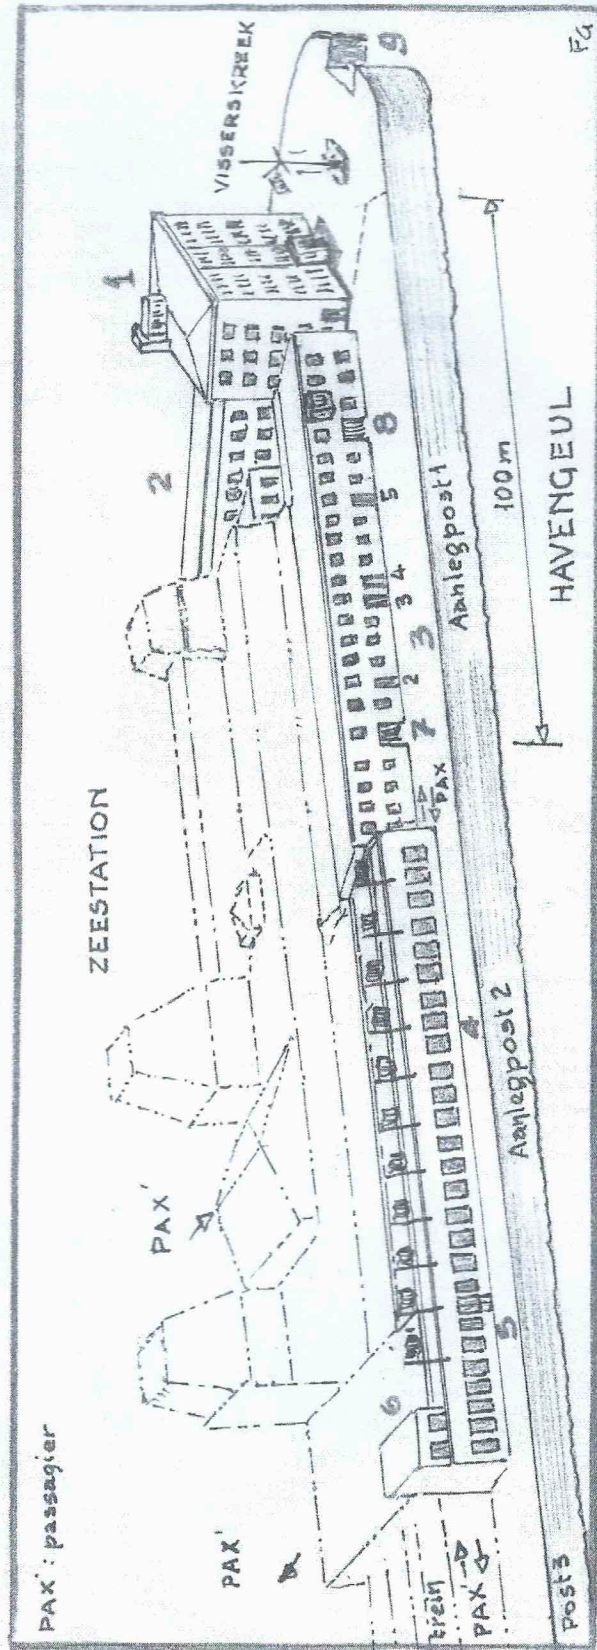 PAX' : passagier
ZEESTATION
PAX'
PAX'
1
2
VISSERSKREEK
9
6
trein
PAX'
PAX
5
4
7
2
3
3 4
5
8
Post 3
Aanlegpost 2
Aanlegpost 1
100 m
HAVENGEUL
FG